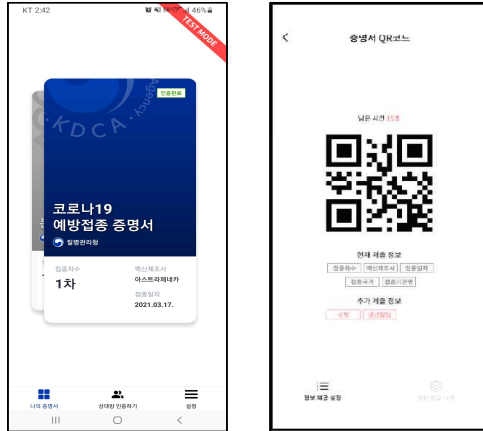 KT 2:42
46%
TEST MODE
인증완료
KDCA
Agency
코로나19
예방접종 증명서
질병관리청
접종차수
1차
백신제조사
아스트라제네카
접종일자
2021.03.17.
나의 증명서
상대방 인증하기
설정
증명서 QR코드
남은 시간 15초
현재 제출 정보
접종차수 백신제조사 접종일자
접종국가 접종기관명
추가 제출 정보
성명 생년월일
정보 제공 설정